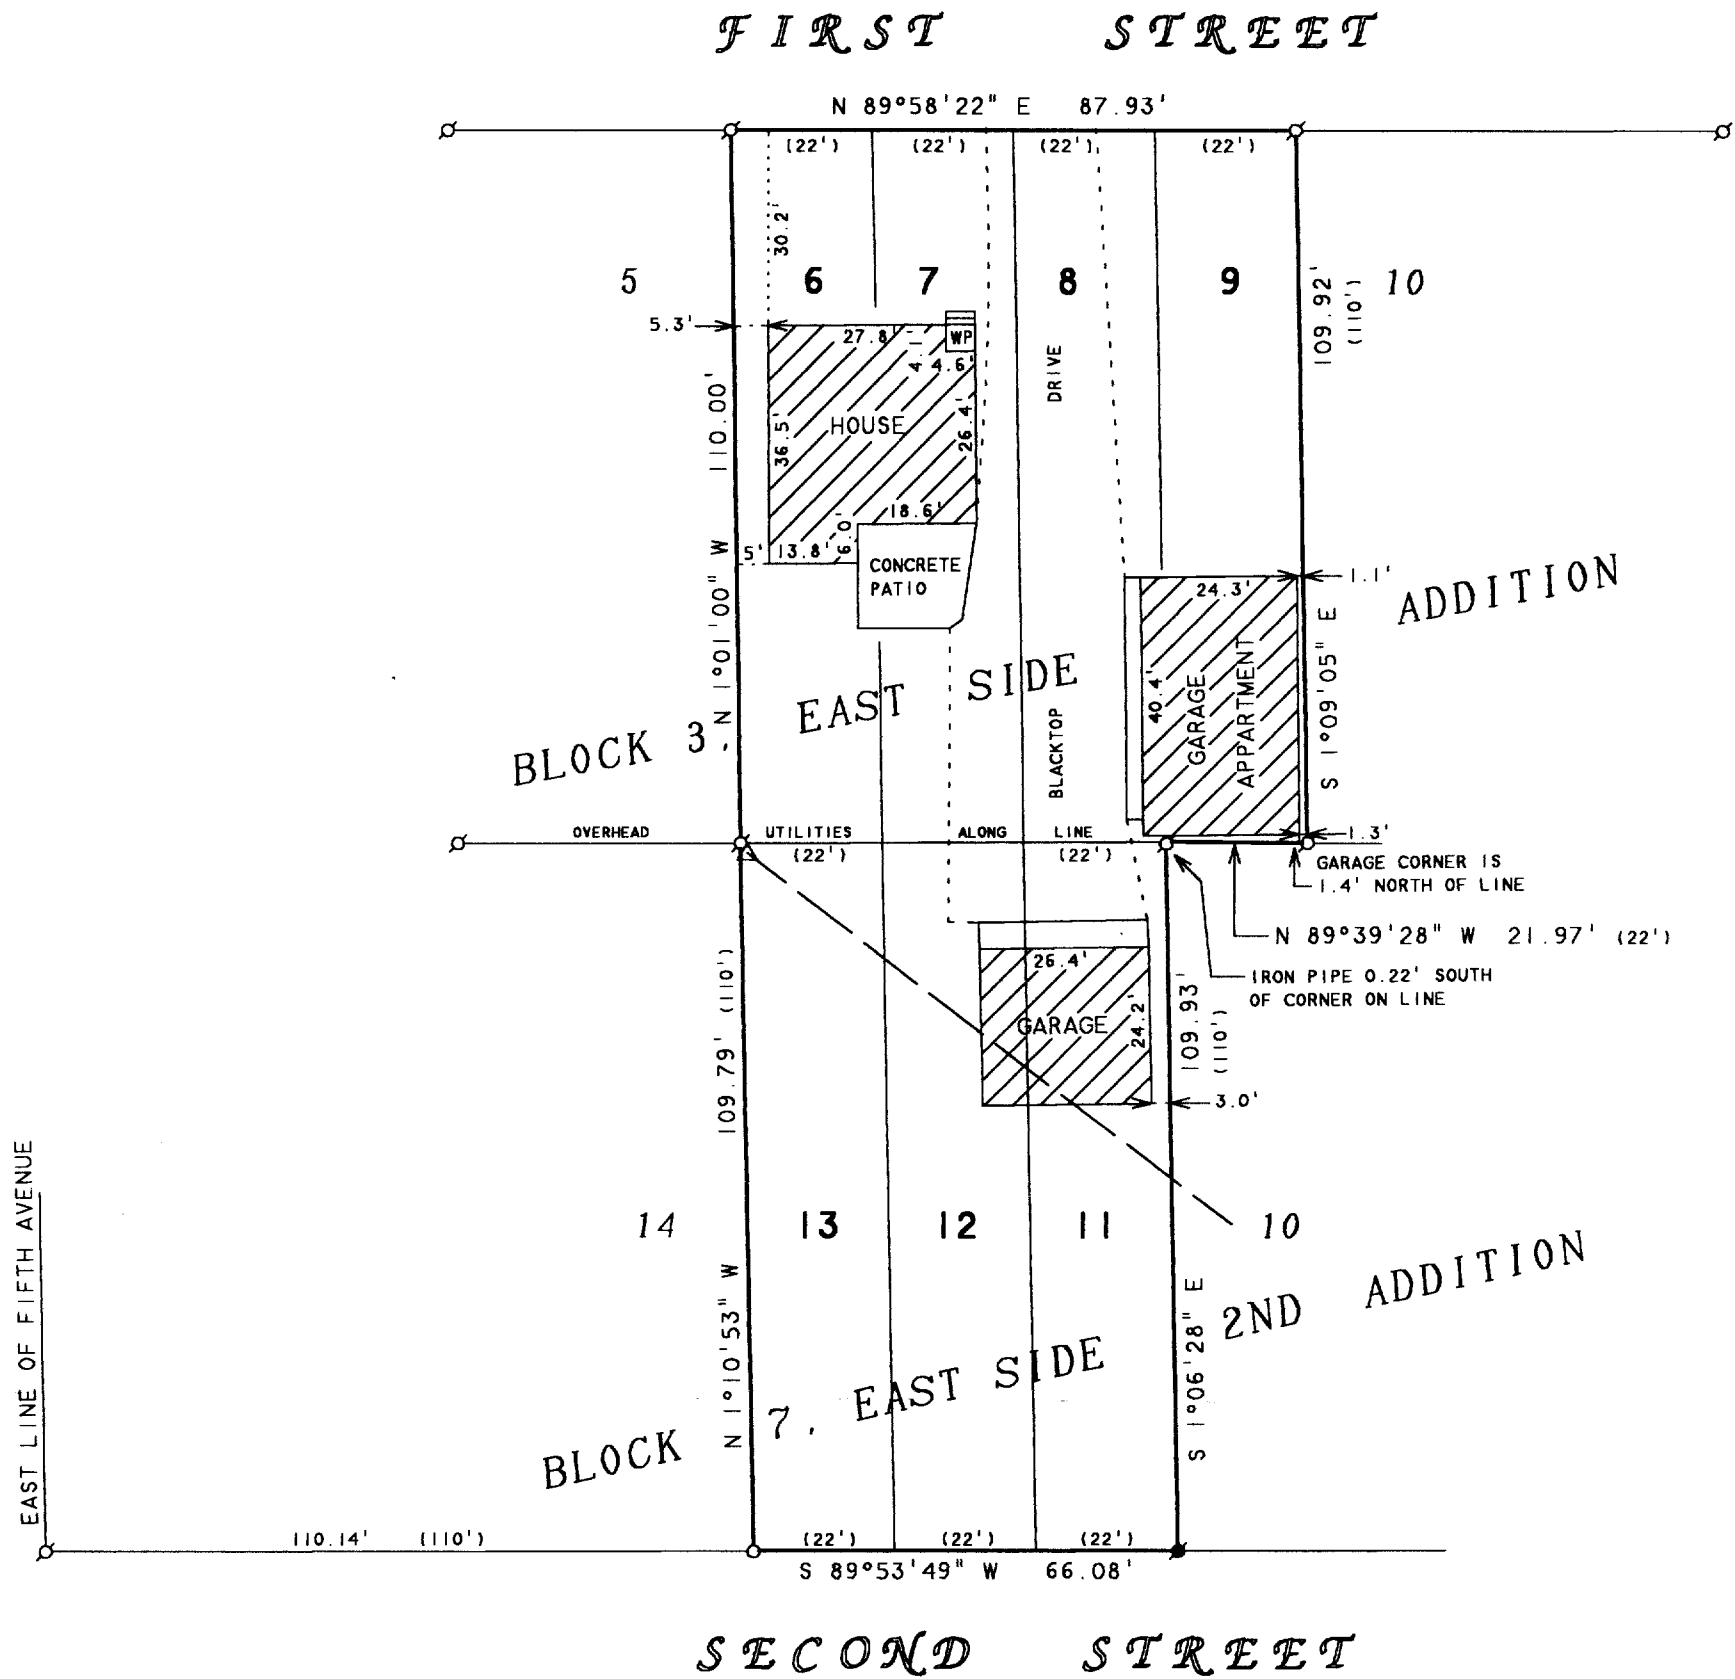 FIRST STREET
N 89°58'22" E 87.93'
(22') (22') (22') (22')
30.2'
5 6 7 8 9 10
109.92'
(110')
5.3'
27.8'
WP
4.1 4.6'
DRIVE
110.00'
36.5'
HOUSE
26.4'
18.6'
6.0'
5' 13.8'
CONCRETE
PATIO
N 1°01'00" W
24.3'
1.1'
S 1°09'05" E
40.4'
GARAGE
APPARTMENT
BLOCK 3, EAST SIDE ADDITION
BLACKTOP
OVERHEAD UTILITIES ALONG LINE
(22') (22')
1.3'
GARAGE CORNER IS
1.4' NORTH OF LINE
N 89°39'28" W 21.97' (22')
IRON PIPE 0.22' SOUTH
OF CORNER ON LINE
109.79' (110')
26.4'
24.2'
GARAGE
109.93'
(110')
3.0'
EAST LINE OF FIFTH AVENUE
14 13 12 11 10
N 1°10'53" W
S 1°06'28" E
BLOCK 7, EAST SIDE 2ND ADDITION
110.14' (110') (22') (22') (22')
S 89°53'49" W 66.08'
SECOND STREET